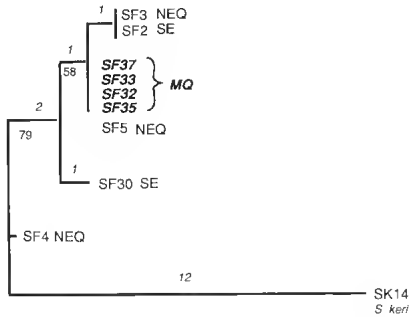 1 SF3 NEQ
SF2 SE
1
58
SF37
SF33
SF32
SF35
MQ
2
79
SF5 NEQ
1
SF30 SE
SF4 NEQ
12
SK14
S keri